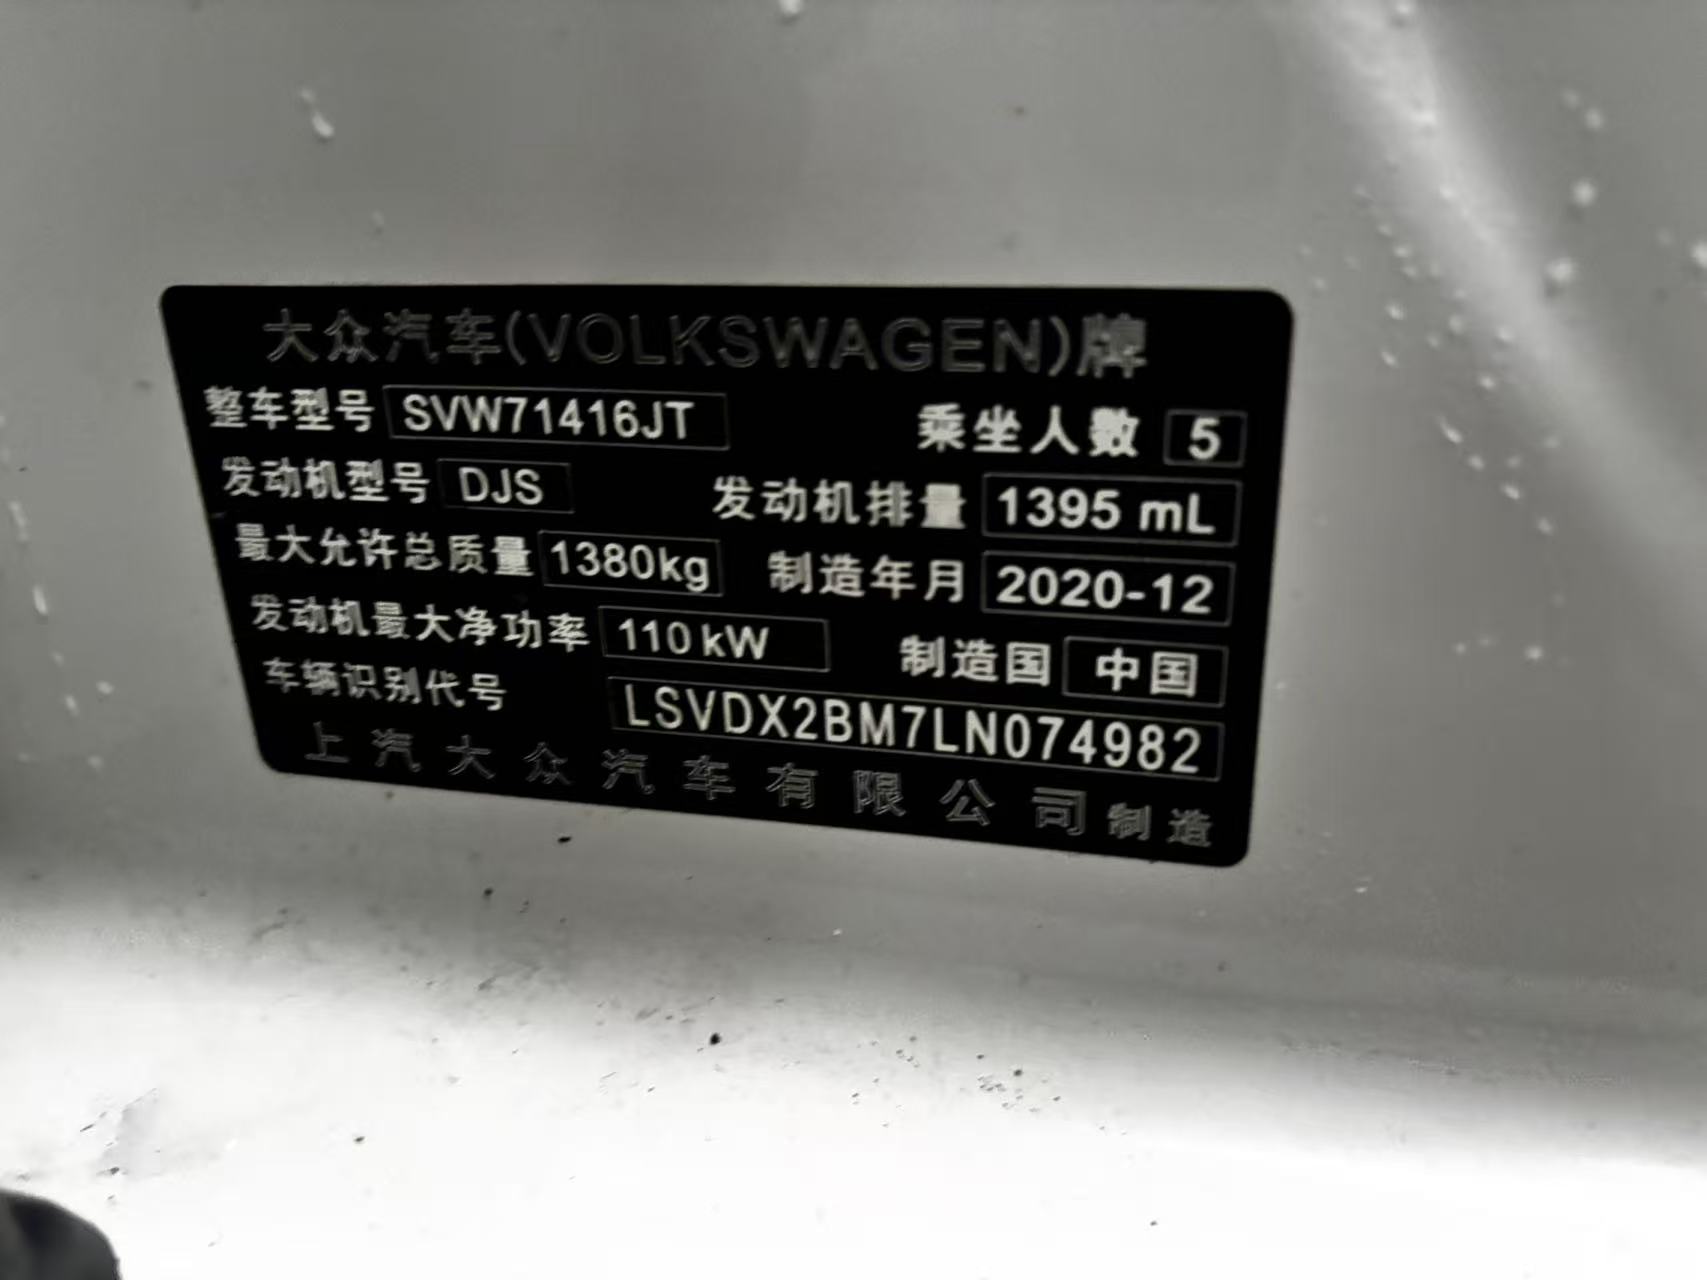 大众汽车(VOLKSWAGEN)牌
整车型号 SVW71416JT 乘坐人数 5
发动机型号 DJS 发动机排量 1395 mL
最大允许总质量 1380kg 制造年月 2020-12
发动机最大净功率 110kW 制造国 中国
车辆识别代号 LSVDX2BM7LN074982
上汽大众汽车有限公司制造